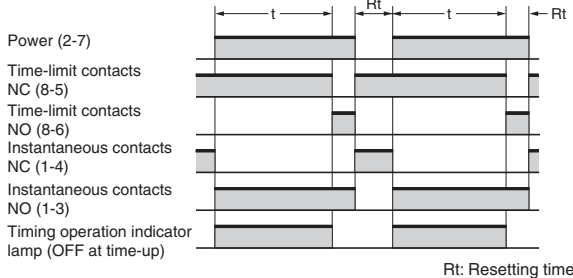 t Rt t Rt
Power (2-7)
Time-limit contacts
NC (8-5)
Time-limit contacts
NO (8-6)
Instantaneous contacts
NC (1-4)
Instantaneous contacts
NO (1-3)
Timing operation indicator
lamp (OFF at time-up)
Rt: Resetting time